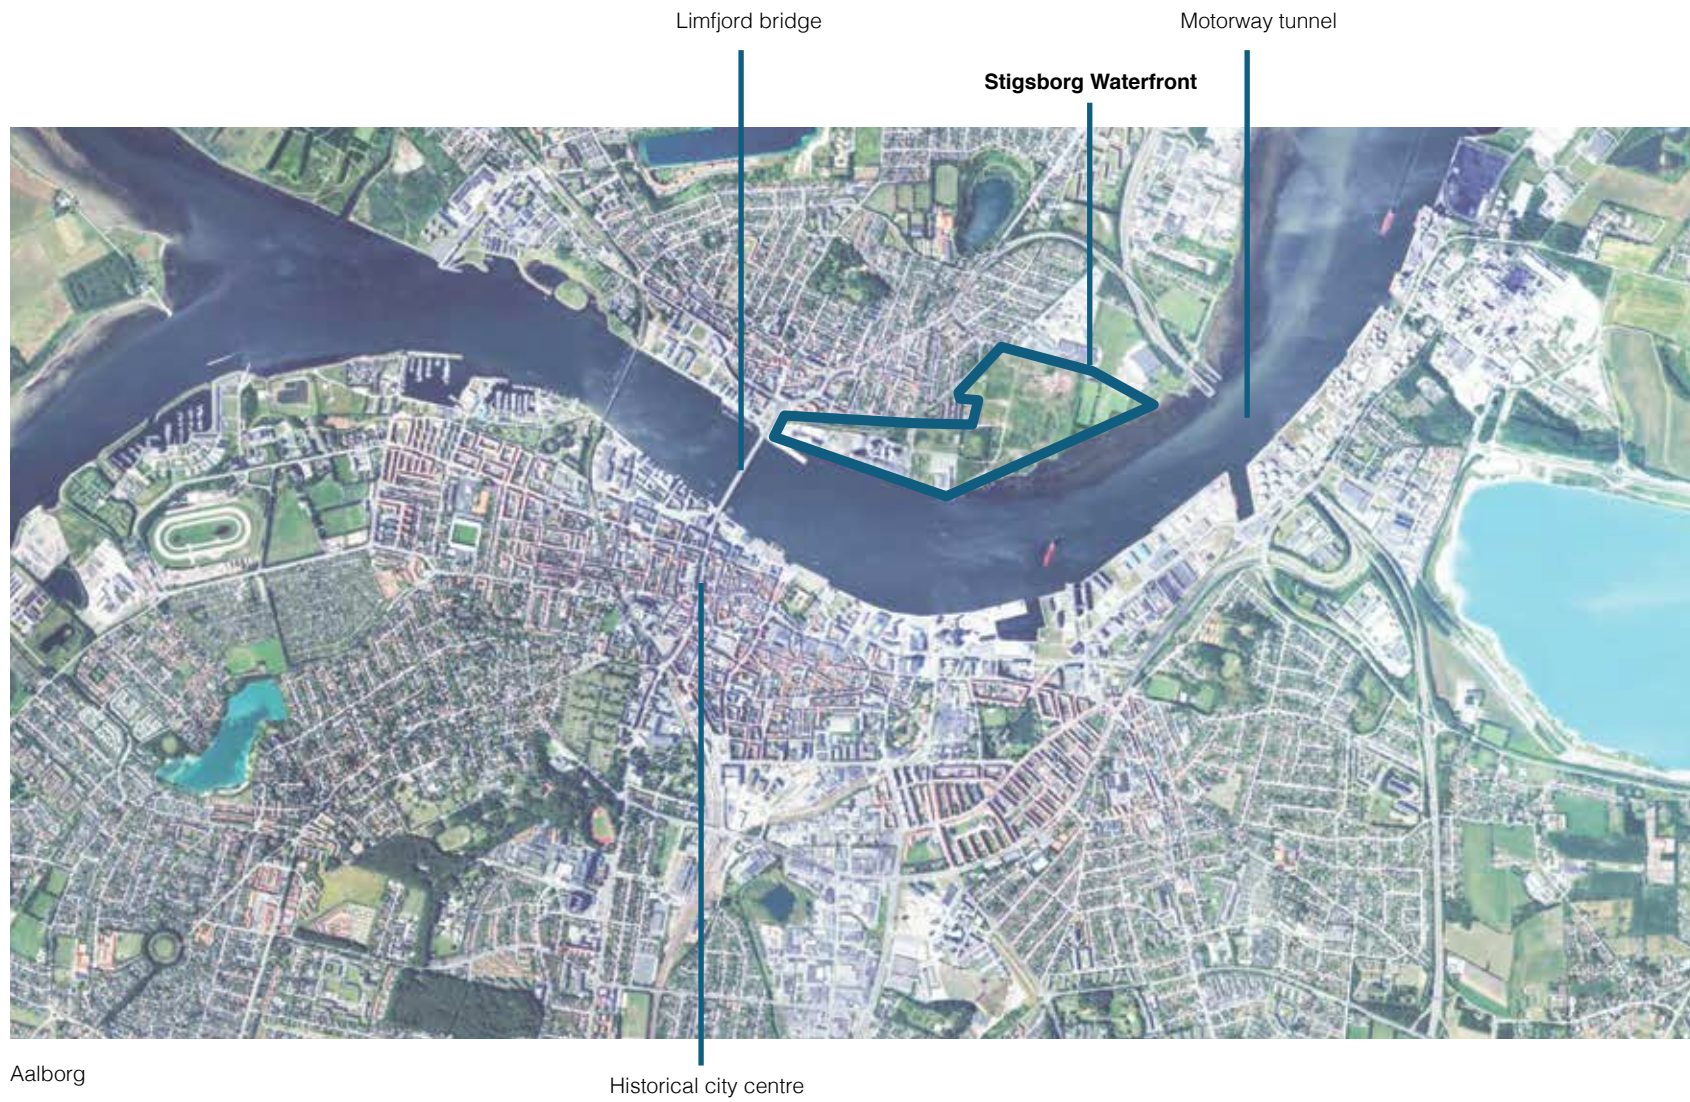 Limfjord bridge
Motorway tunnel
Stigsborg Waterfront
Aalborg
Historical city centre